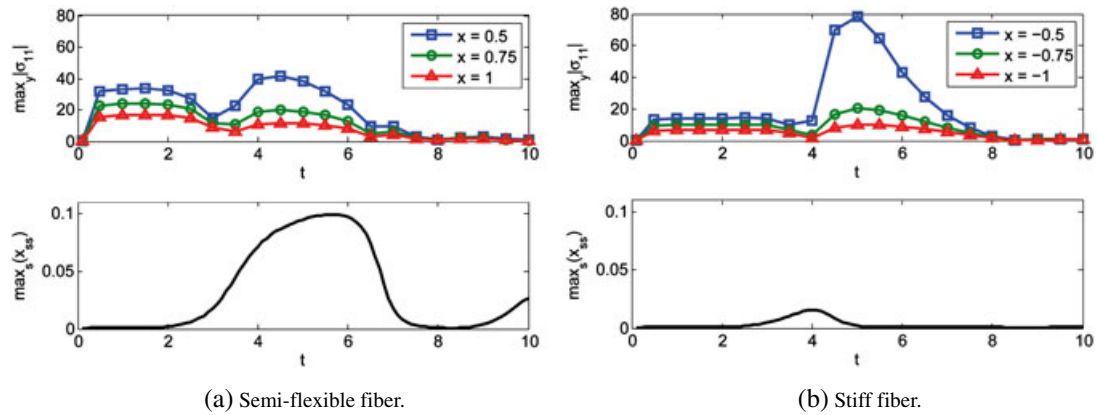 max_y|σ_11|
80
60
40
20
0
0 2 4 6 8 10
t
x = 0.5
x = 0.75
x = 1
max_s(x_ss)
0.1
0.05
0
0 2 4 6 8 10
t
(a) Semi-flexible fiber.
max_y|σ_11|
80
60
40
20
0
0 2 4 6 8 10
t
x = −0.5
x = −0.75
x = −1
max_s(x_ss)
0.1
0.05
0
0 2 4 6 8 10
t
(b) Stiff fiber.